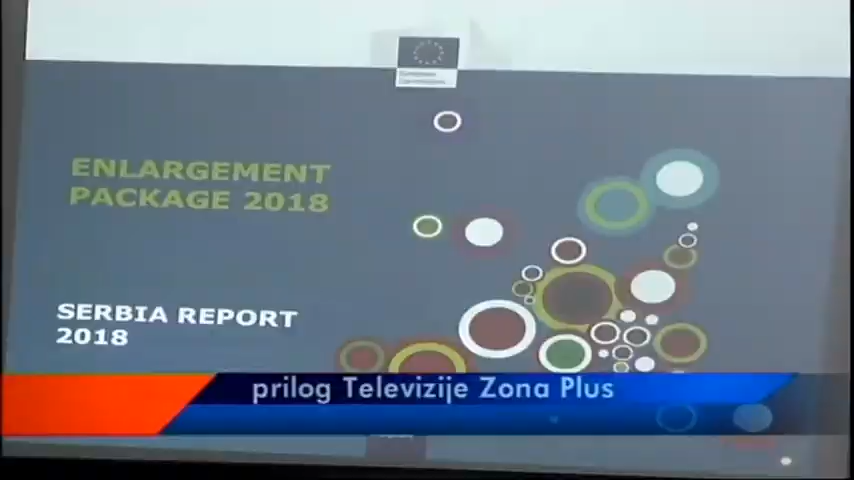 ENLARGEMENT
PACKAGE 2018
SERBIA REPORT
2018
prilog Televizije Zona Plus